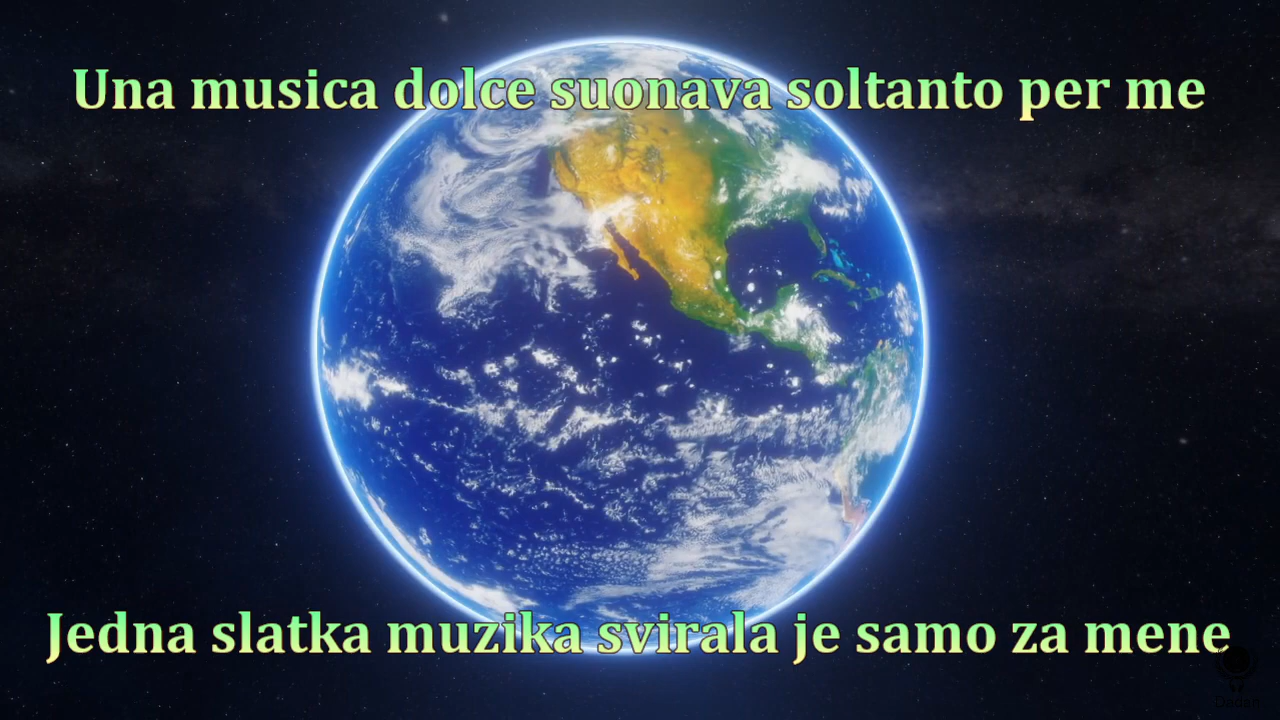 Una musica dolce suonava soltanto per me
Jedna slatka muzika svirala je samo za mene